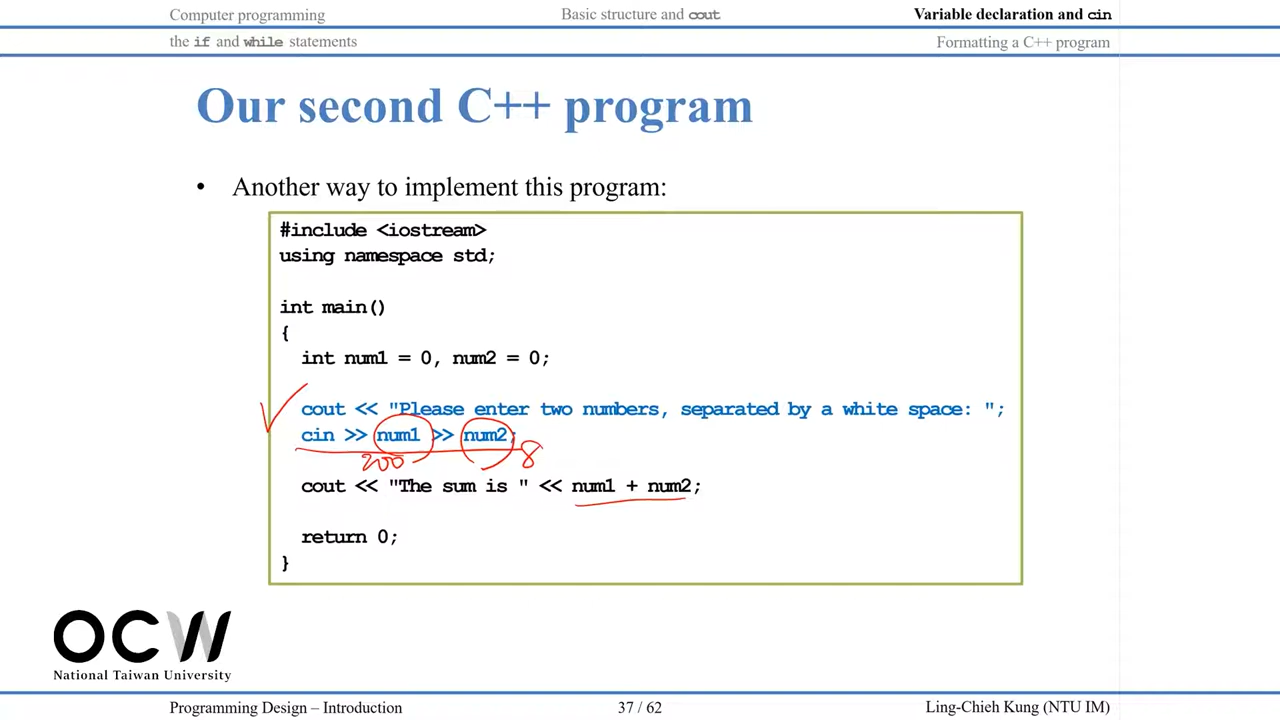 Computer programming
Basic structure and cout
Variable declaration and cin
the if and while statements
Formatting a C++ program
Our second C++ program
• Another way to implement this program:
#include <iostream>
using namespace std;
int main()
{
int num1 = 0, num2 = 0;
cout << "Please enter two numbers, separated by a white space: ";
cin >> num1 >> num2;
200 8
cout << "The sum is " << num1 + num2;
return 0;
}
OCW
National Taiwan University
Programming Design – Introduction
37 / 62
Ling-Chieh Kung (NTU IM)